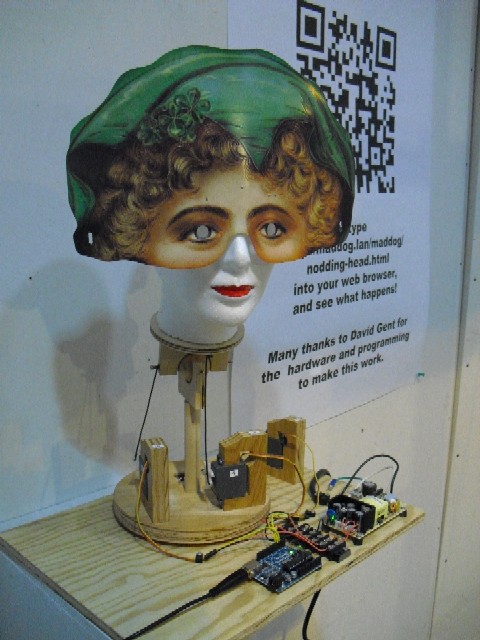 maddog.lan/maddog/
nodding-head.html
into your web browser,
and see what happens!
Many thanks to David Gent for
the hardware and programming
to make this work.